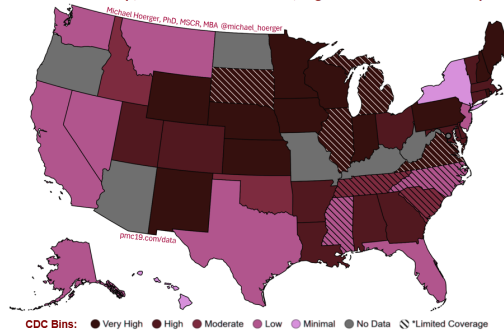 Michael Hoerger, PhD, MSCR, MBA @michael_hoerger
pmc19.com/data
CDC Bins: Very High High Moderate Low Minimal No Data *Limited Coverage